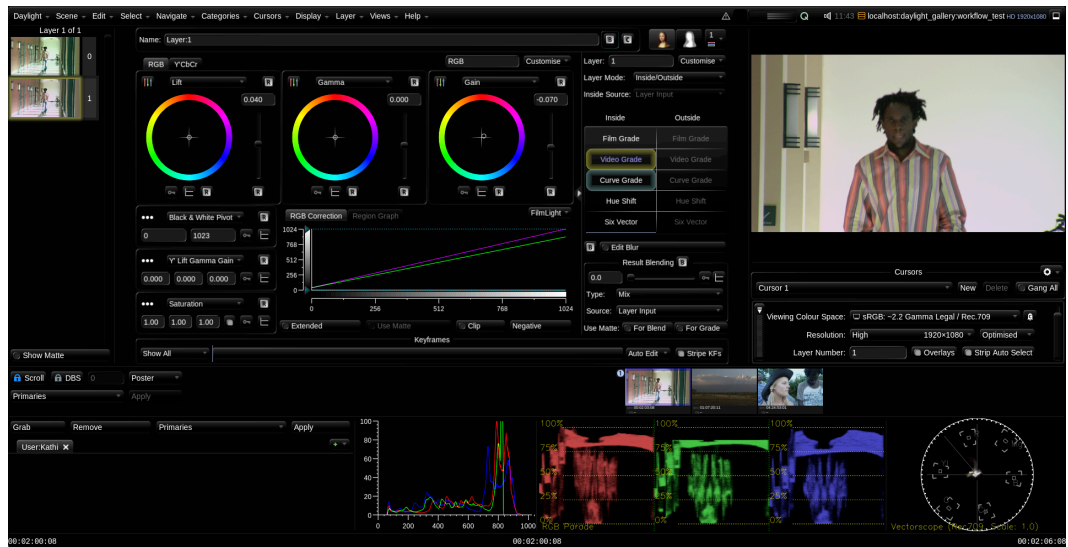 Daylight Scene Edit Select Navigate Categories Cursors Display Layer Views Help 11:43 localhost:daylight_gallery:workflow_test HD 1920x1080
Layer 1 of 1
0
1
Show Matte
Name: Layer:1
RGB Y'CbCr RGB Customise
Lift Gamma Gain
0.040 0.000 -0.070
Black & White Pivot
0 1023
Y' Lift Gamma Gain
0.000 0.000 0.000
Saturation
1.00 1.00 1.00
RGB Correction Region Graph FilmLight
1024
768
512
256
0
0 256 512 768 1024
Extended Use Matte Clip Negative
Keyframes
Show All Auto Edit Stripe KFs
1
Layer: 1 Customise
Layer Mode: Inside/Outside
Inside Source: Layer Input
Inside Outside
Film Grade Film Grade
Video Grade Video Grade
Curve Grade Curve Grade
Hue Shift Hue Shift
Six Vector Six Vector
Edit Blur
Result Blending
0.0
Type: Mix
Source: Layer Input
Use Matte: For Blend For Grade
Cursors
Cursor 1 New Delete Gang All
Viewing Colour Space: sRGB: ~2.2 Gamma Legal / Rec.709
Resolution: High 1920×1080 Optimised
Layer Number: 1 Overlays Strip Auto Select
Scroll DBS 0 Poster
Primaries Apply
1
Grab Remove Primaries Apply
User:Kathi
100
80
60
40
20
0
0 200 400 600 800 1000
100% 100% 100%
75% 75% 75%
50% 50% 50%
25% 25% 25%
0% 0% 0%
RGB Parade
Vectorscope (Rec709, Scale: 1.0)
00:02:00:08 00:02:00:08 00:02:06:08